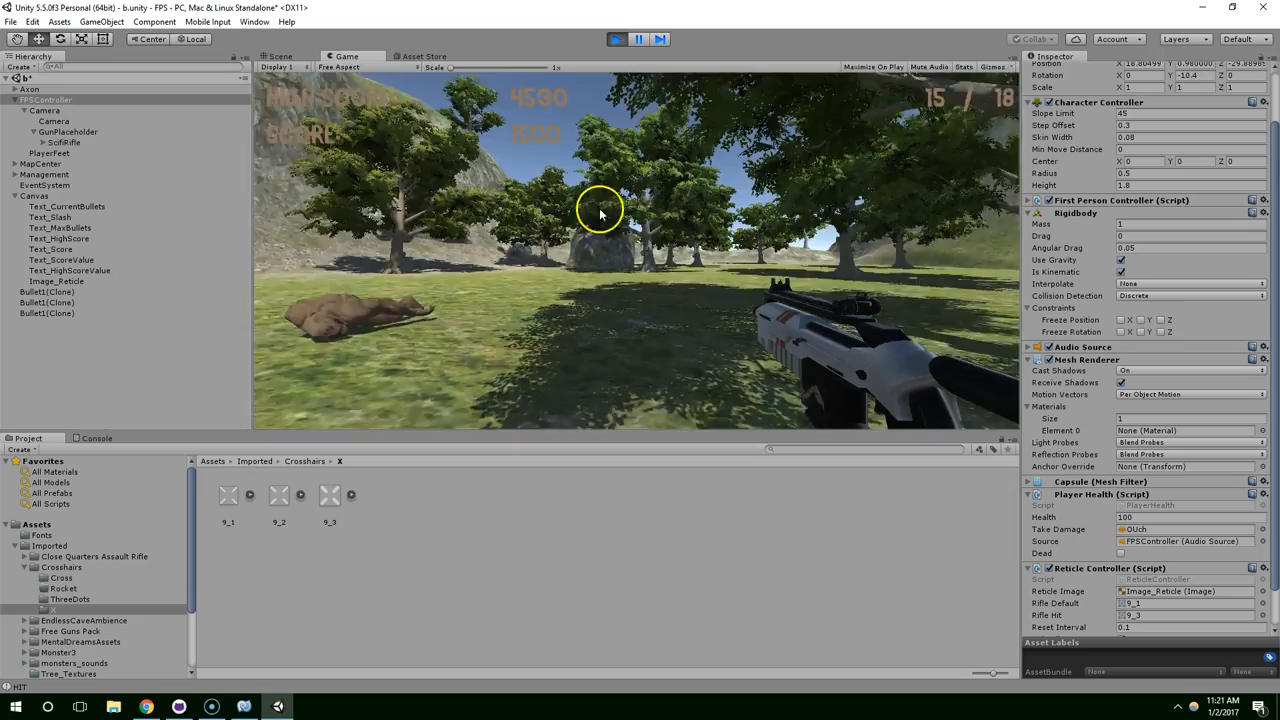 Unity 5.5.0f3 Personal (64bit) - b.unity - FPS - PC, Mac & Linux Standalone* <DX11>
File Edit Assets GameObject Component Mobile Input Window Help
Center Local
Collab Account Layers Default
Hierarchy
Create All
b*
Axon
FPSController
Camera
Camera
GunPlaceholder
ScifiRifle
PlayerFeet
MapCenter
Management
EventSystem
Canvas
Text_CurrentBullets
Text_Slash
Text_MaxBullets
Text_HighScore
Text_Score
Text_ScoreValue
Text_HighScoreValue
Image_Reticle
Bullet1(Clone)
Bullet1(Clone)
Bullet1(Clone)
Scene Game Asset Store
Display 1 Free Aspect Scale 1x Maximize On Play Mute Audio Stats Gizmos
HIGH SCORE: 4530 15 / 18
SCORE: 1500
Inspector
Position X 18.80499 Y 0.980000 Z -29.88985
Rotation X 0 Y -10.4 Z 0
Scale X 1 Y 1 Z 1
Character Controller
Slope Limit 45
Step Offset 0.3
Skin Width 0.08
Min Move Distance 0
Center X 0 Y 0 Z 0
Radius 0.5
Height 1.8
First Person Controller (Script)
Rigidbody
Mass 1
Drag 0
Angular Drag 0.05
Use Gravity
Is Kinematic
Interpolate None
Collision Detection Discrete
Constraints
Freeze Position X Y Z
Freeze Rotation X Y Z
Audio Source
Mesh Renderer
Cast Shadows On
Receive Shadows
Motion Vectors Per Object Motion
Materials
Size 1
Element 0 None (Material)
Light Probes Blend Probes
Reflection Probes Blend Probes
Anchor Override None (Transform)
Capsule (Mesh Filter)
Player Health (Script)
Script PlayerHealth
Health 100
Take Damage OUch
Source FPSController (Audio Source)
Dead
Reticle Controller (Script)
Script ReticleController
Reticle Image Image_Reticle (Image)
Rifle Default 9_1
Rifle Hit 9_3
Reset Interval 0.1
Asset Labels
AssetBundle None None
Project Console
Create
Favorites
All Materials
All Models
All Prefabs
All Scripts
Assets
Fonts
Imported
Close Quarters Assault Rifle
Crosshairs
Cross
Rocket
ThreeDots
X
EndlessCaveAmbience
Free Guns Pack
MentalDreamsAssets
Monster3
monsters_sounds
Tree_Textures
Assets Imported Crosshairs X
9_1 9_2 9_3
HIT
11:21 AM
1/2/2017